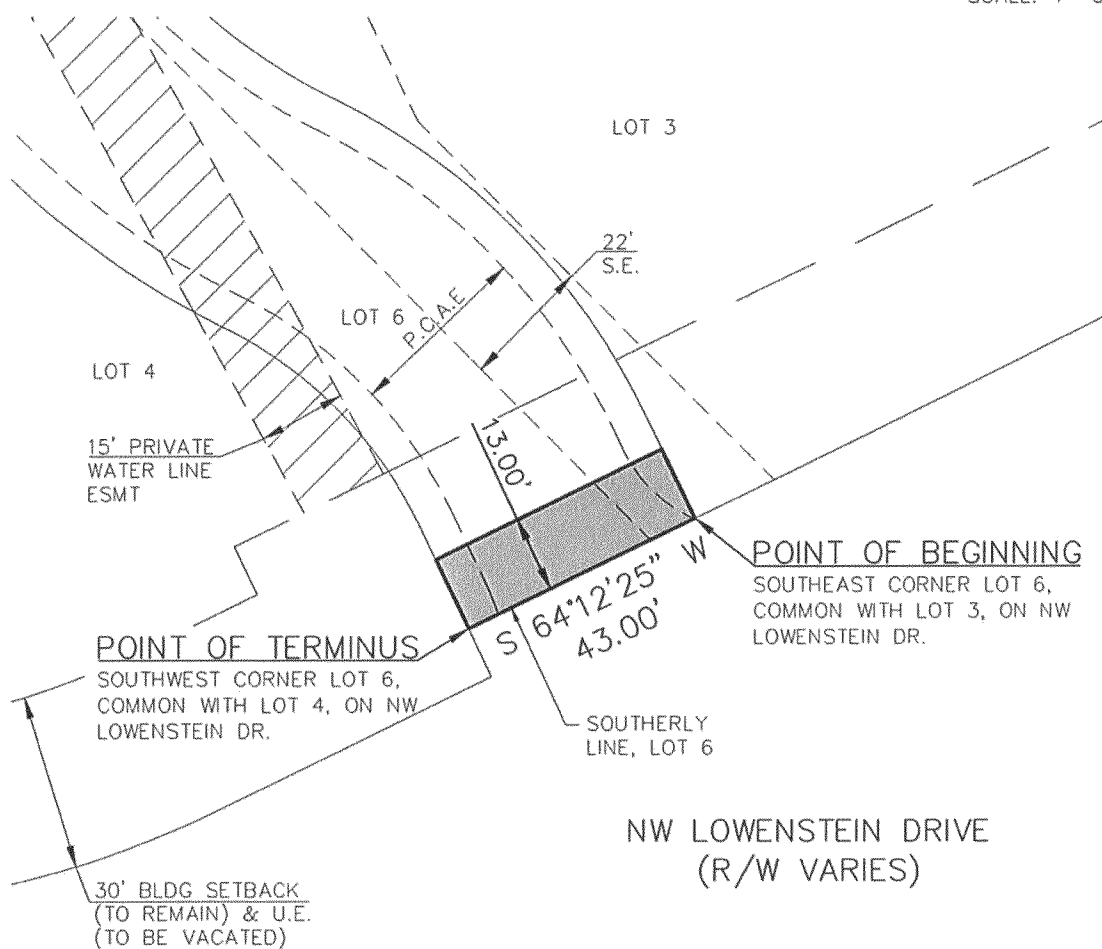 LOT 3
22'
S.E.
LOT 6
P.C.A.E
LOT 4
15' PRIVATE
WATER LINE
ESMT
13.00'
POINT OF BEGINNING
SOUTHEAST CORNER LOT 6,
COMMON WITH LOT 3, ON NW
LOWENSTEIN DR.
S 64°12'25" W
43.00'
POINT OF TERMINUS
SOUTHWEST CORNER LOT 6,
COMMON WITH LOT 4, ON NW
LOWENSTEIN DR.
SOUTHERLY
LINE, LOT 6
NW LOWENSTEIN DRIVE
(R/W VARIES)
30' BLDG SETBACK
(TO REMAIN) & U.E.
(TO BE VACATED)